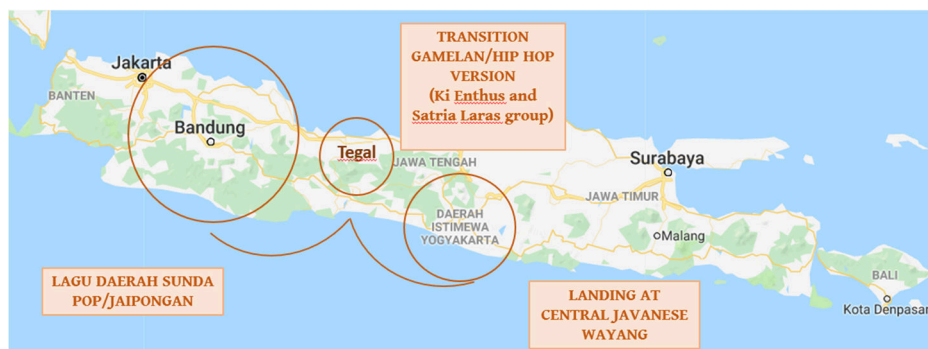 TRANSITION
GAMELAN/HIP HOP
VERSION
(Ki Enthus and
Satria Laras group)
Jakarta
BANTEN
Bandung
Tegal
JAWA TENGAH
Surabaya
JAWA TIMUR
DAERAH
ISTIMEWA
YOGYAKARTA
Malang
BALI
Kota Denpasar
LAGU DAERAH SUNDA
POP/JAIPONGAN
LANDING AT
CENTRAL JAVANESE
WAYANG